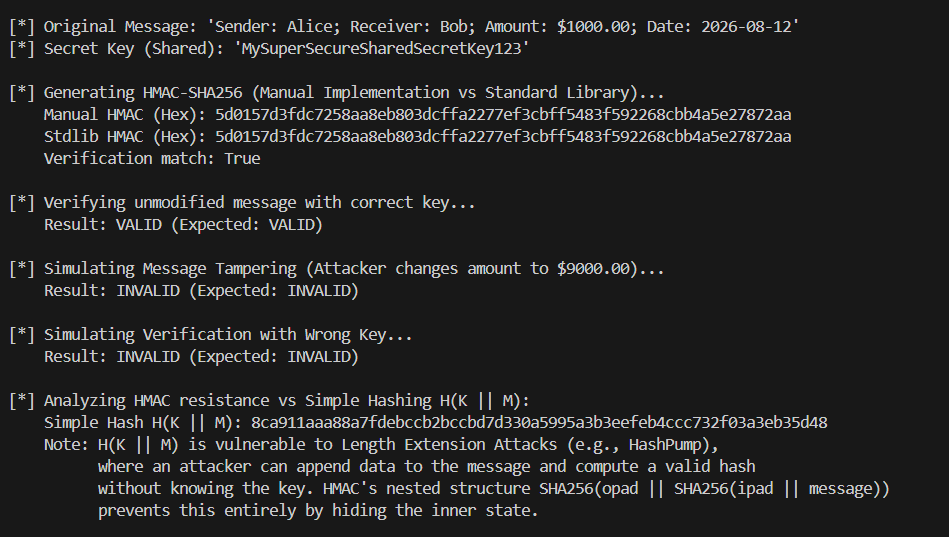 [*] Original Message: 'Sender: Alice; Receiver: Bob; Amount: $1000.00; Date: 2026-08-12'
[*] Secret Key (Shared): 'MySuperSecureSharedSecretKey123'
[*] Generating HMAC-SHA256 (Manual Implementation vs Standard Library)...
Manual HMAC (Hex): 5d0157d3fdc7258aa8eb803dcffa2277ef3cbff5483f592268cbb4a5e27872aa
Stdlib HMAC (Hex): 5d0157d3fdc7258aa8eb803dcffa2277ef3cbff5483f592268cbb4a5e27872aa
Verification match: True
[*] Verifying unmodified message with correct key...
Result: VALID (Expected: VALID)
[*] Simulating Message Tampering (Attacker changes amount to $9000.00)...
Result: INVALID (Expected: INVALID)
[*] Simulating Verification with Wrong Key...
Result: INVALID (Expected: INVALID)
[*] Analyzing HMAC resistance vs Simple Hashing H(K || M):
Simple Hash H(K || M): 8ca911aaa88a7fdebccb2bccbd7d330a5995a3b3eefeb4ccc732f03a3eb35d48
Note: H(K || M) is vulnerable to Length Extension Attacks (e.g., HashPump),
where an attacker can append data to the message and compute a valid hash
without knowing the key. HMAC's nested structure SHA256(opad || SHA256(ipad || message))
prevents this entirely by hiding the inner state.